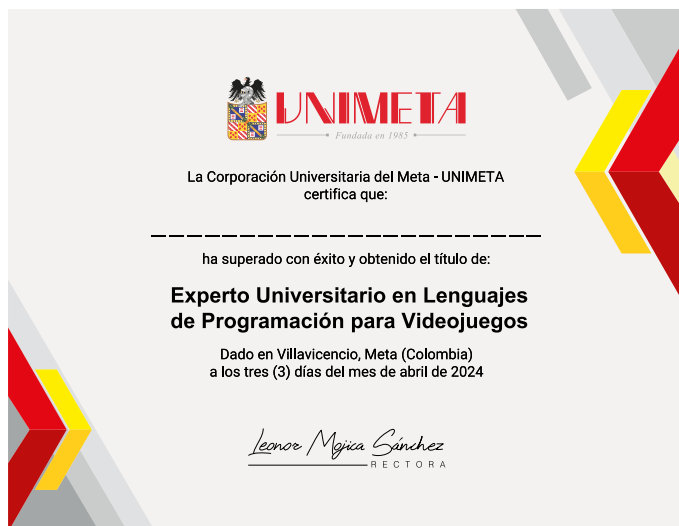 UNIMETA
Fundada en 1985
La Corporación Universitaria del Meta - UNIMETA
certifica que:
ha superado con éxito y obtenido el título de:
Experto Universitario en Lenguajes
de Programación para Videojuegos
Dado en Villavicencio, Meta (Colombia)
a los tres (3) días del mes de abril de 2024
Leonor Mojica Sánchez
RECTORA